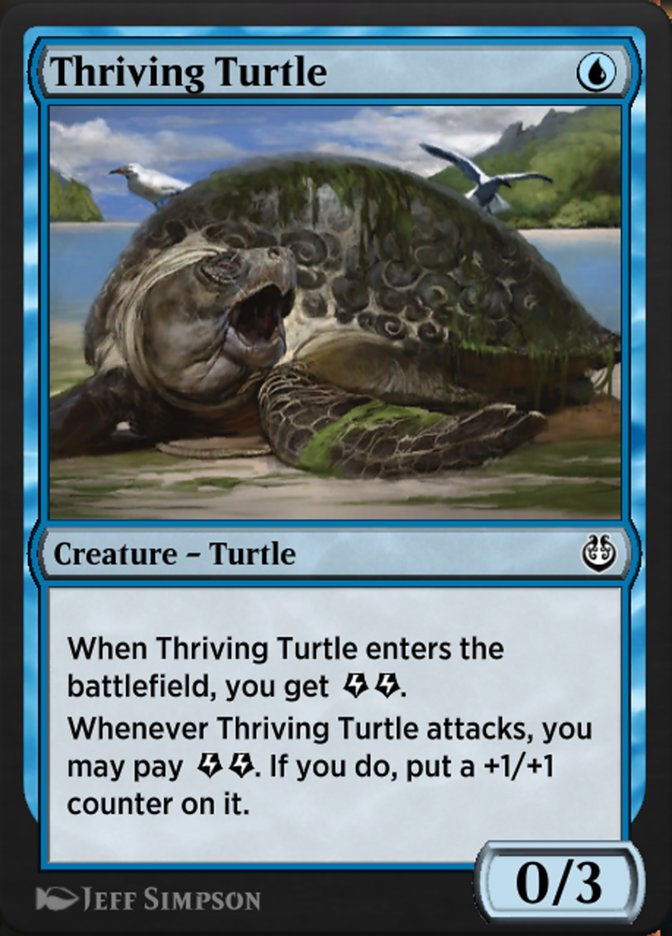 Thriving Turtle
Creature – Turtle
When Thriving Turtle enters the
battlefield, you get .
Whenever Thriving Turtle attacks, you
may pay . If you do, put a +1/+1
counter on it.
0/3
JEFF SIMPSON